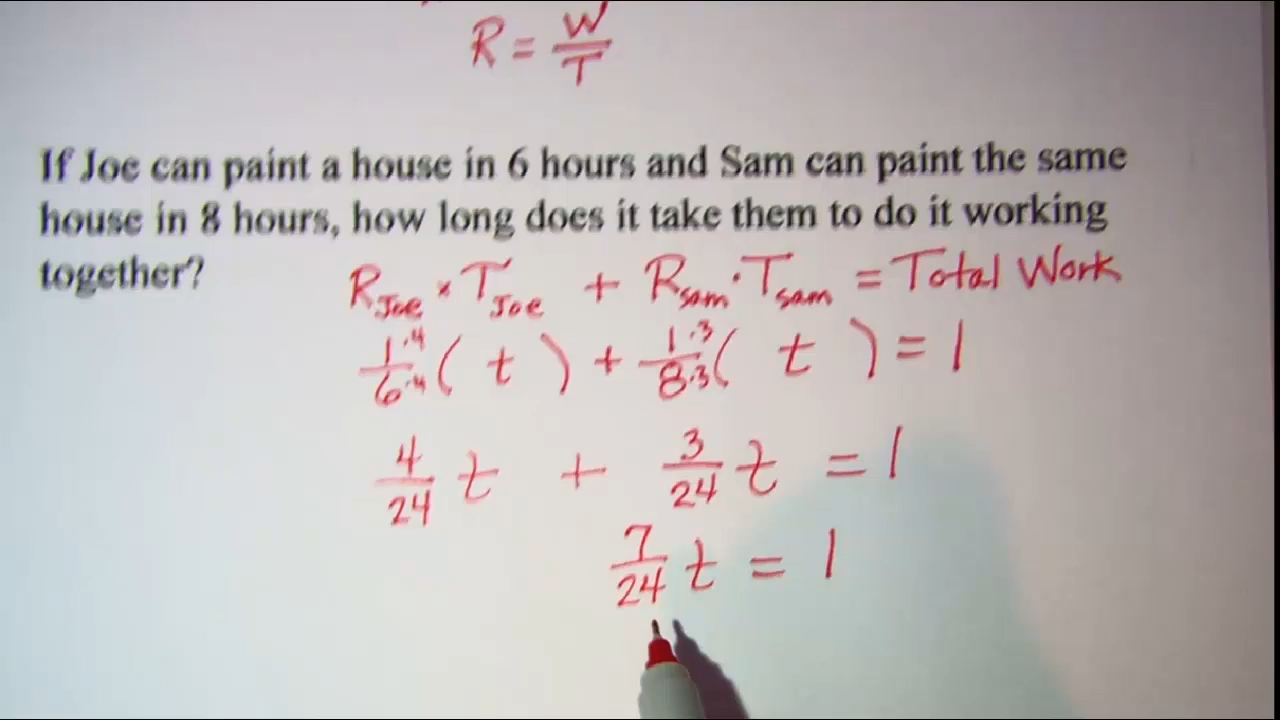 R = W/T
If Joe can paint a house in 6 hours and Sam can paint the same
house in 8 hours, how long does it take them to do it working
together?
R_Joe × T_Joe + R_Sam · T_Sam = Total Work
1·4/6·4 ( t ) + 1·3/8·3 ( t ) = 1
4/24 t + 3/24 t = 1
7/24 t = 1